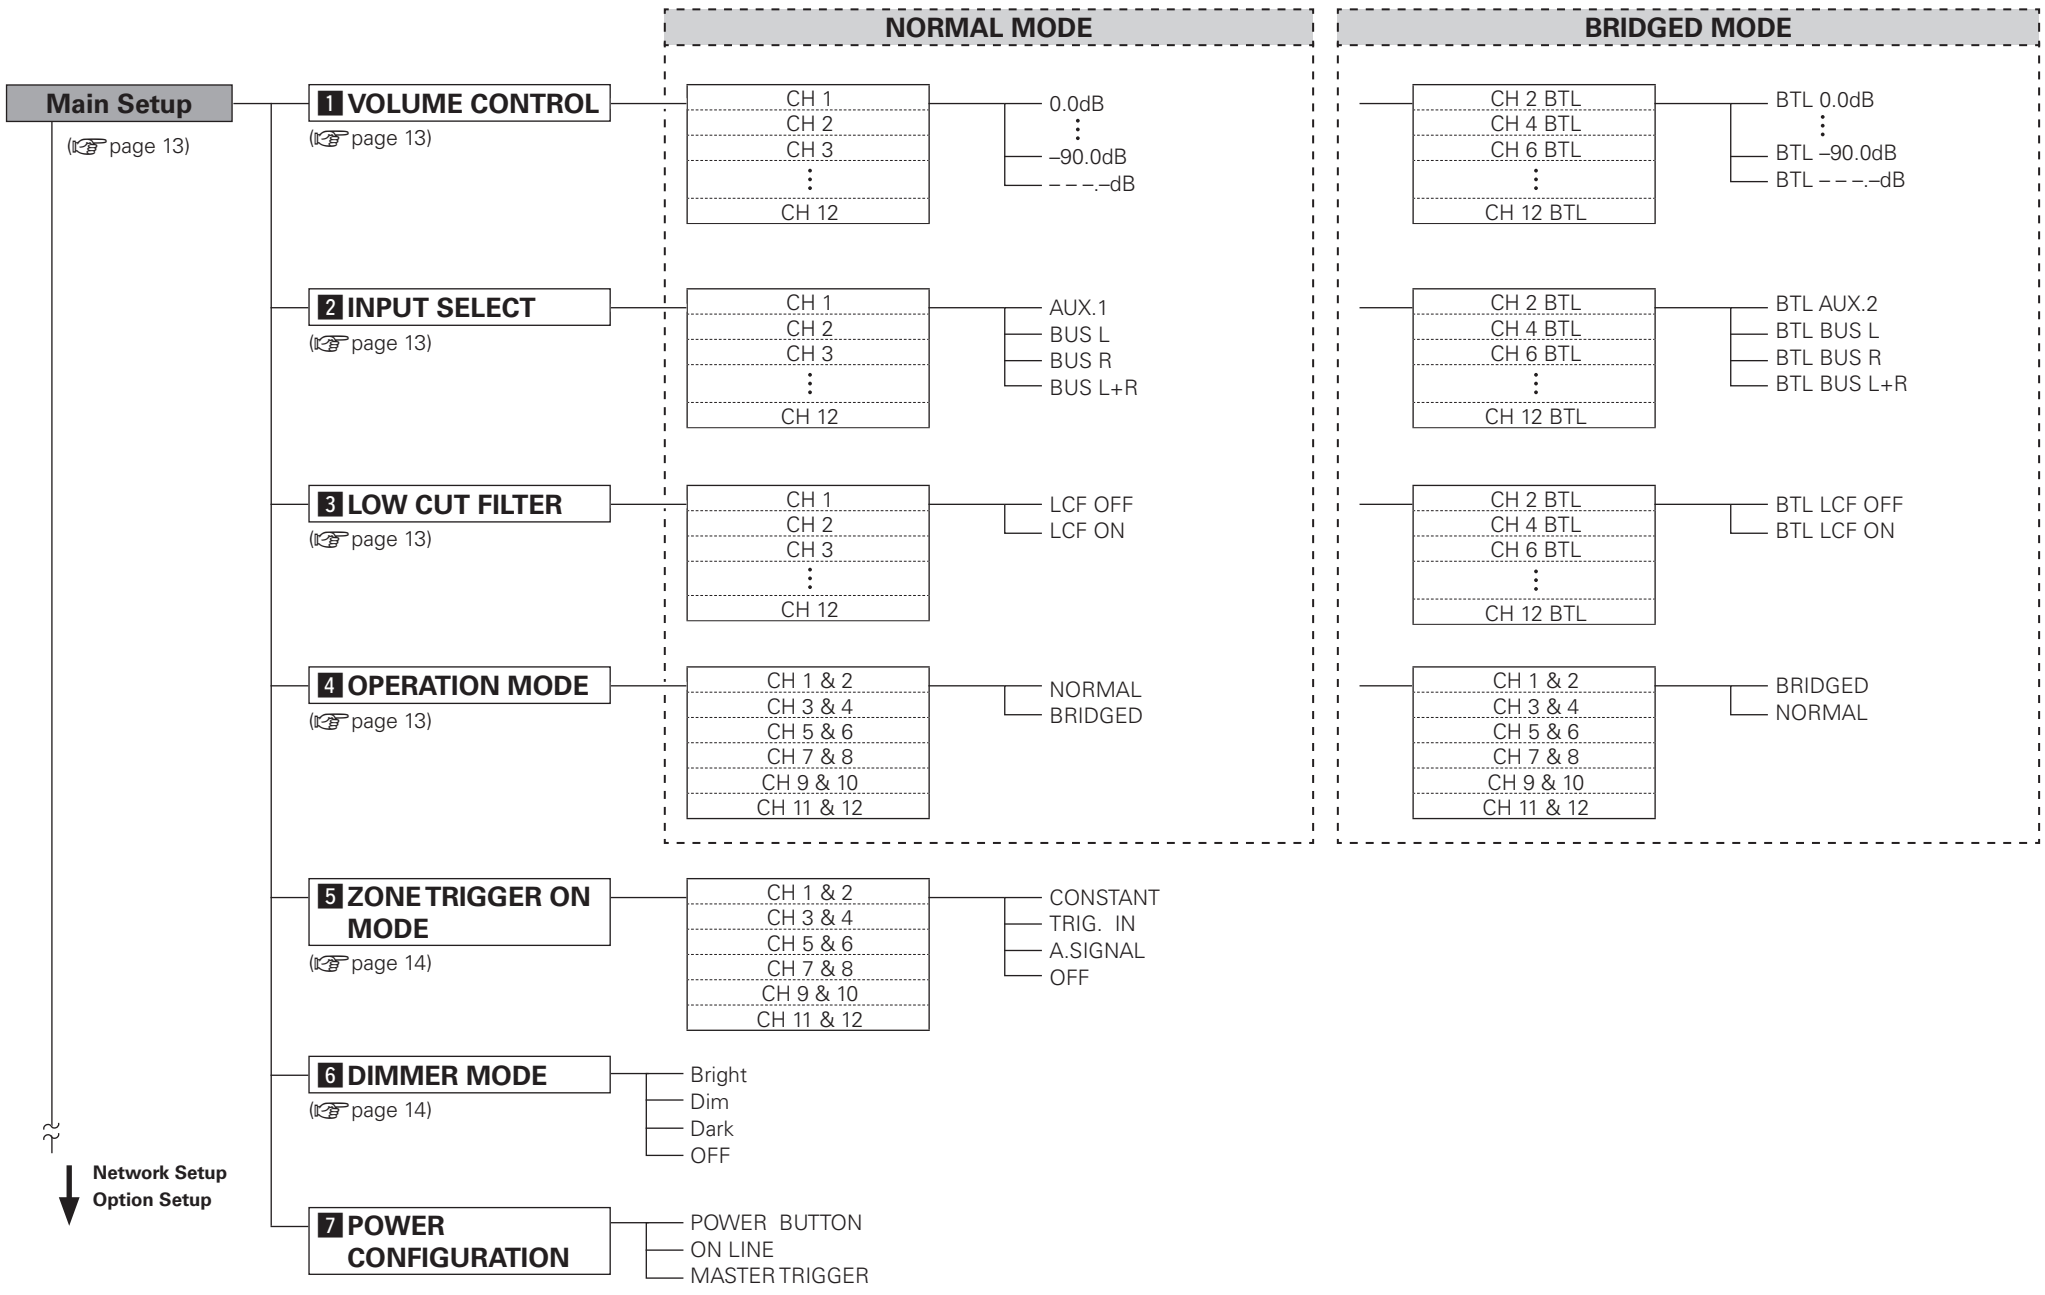 NORMAL MODE
BRIDGED MODE
Main Setup
(☞page 13)
1 VOLUME CONTROL
(☞page 13)
CH 1
CH 2
CH 3
⋮
CH 12
0.0dB
⋮
–90.0dB
– – –.–dB
CH 2 BTL
CH 4 BTL
CH 6 BTL
⋮
CH 12 BTL
BTL 0.0dB
⋮
BTL –90.0dB
BTL – – –.–dB
2 INPUT SELECT
(☞page 13)
CH 1
CH 2
CH 3
⋮
CH 12
AUX.1
BUS L
BUS R
BUS L+R
CH 2 BTL
CH 4 BTL
CH 6 BTL
⋮
CH 12 BTL
BTL AUX.2
BTL BUS L
BTL BUS R
BTL BUS L+R
3 LOW CUT FILTER
(☞page 13)
CH 1
CH 2
CH 3
⋮
CH 12
LCF OFF
LCF ON
CH 2 BTL
CH 4 BTL
CH 6 BTL
⋮
CH 12 BTL
BTL LCF OFF
BTL LCF ON
4 OPERATION MODE
(☞page 13)
CH 1 & 2
CH 3 & 4
CH 5 & 6
CH 7 & 8
CH 9 & 10
CH 11 & 12
NORMAL
BRIDGED
CH 1 & 2
CH 3 & 4
CH 5 & 6
CH 7 & 8
CH 9 & 10
CH 11 & 12
BRIDGED
NORMAL
5 ZONE TRIGGER ON
MODE
(☞page 14)
CH 1 & 2
CH 3 & 4
CH 5 & 6
CH 7 & 8
CH 9 & 10
CH 11 & 12
CONSTANT
TRIG. IN
A.SIGNAL
OFF
6 DIMMER MODE
(☞page 14)
Bright
Dim
Dark
OFF
Network Setup
Option Setup
7 POWER
CONFIGURATION
POWER BUTTON
ON LINE
MASTER TRIGGER